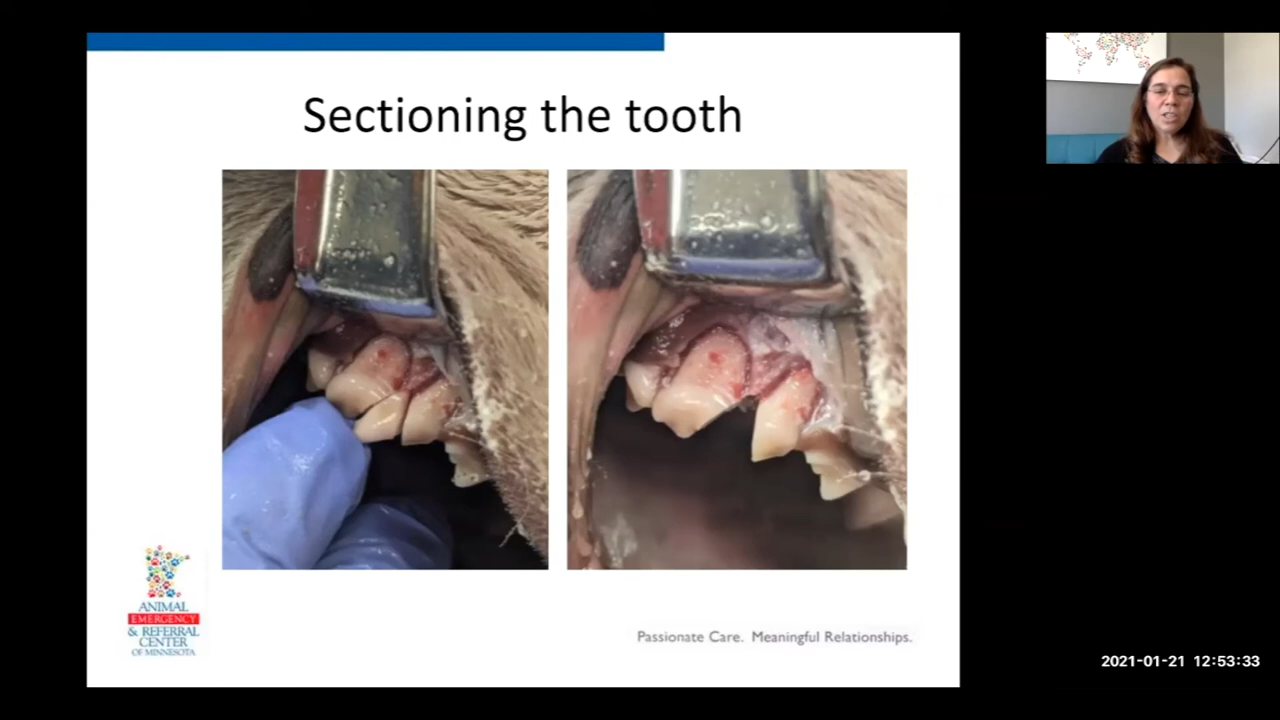 Sectioning the tooth
ANIMAL
EMERGENCY
& REFERRAL
CENTER
OF MINNESOTA
Passionate Care. Meaningful Relationships.
2021-01-21 12:53:33